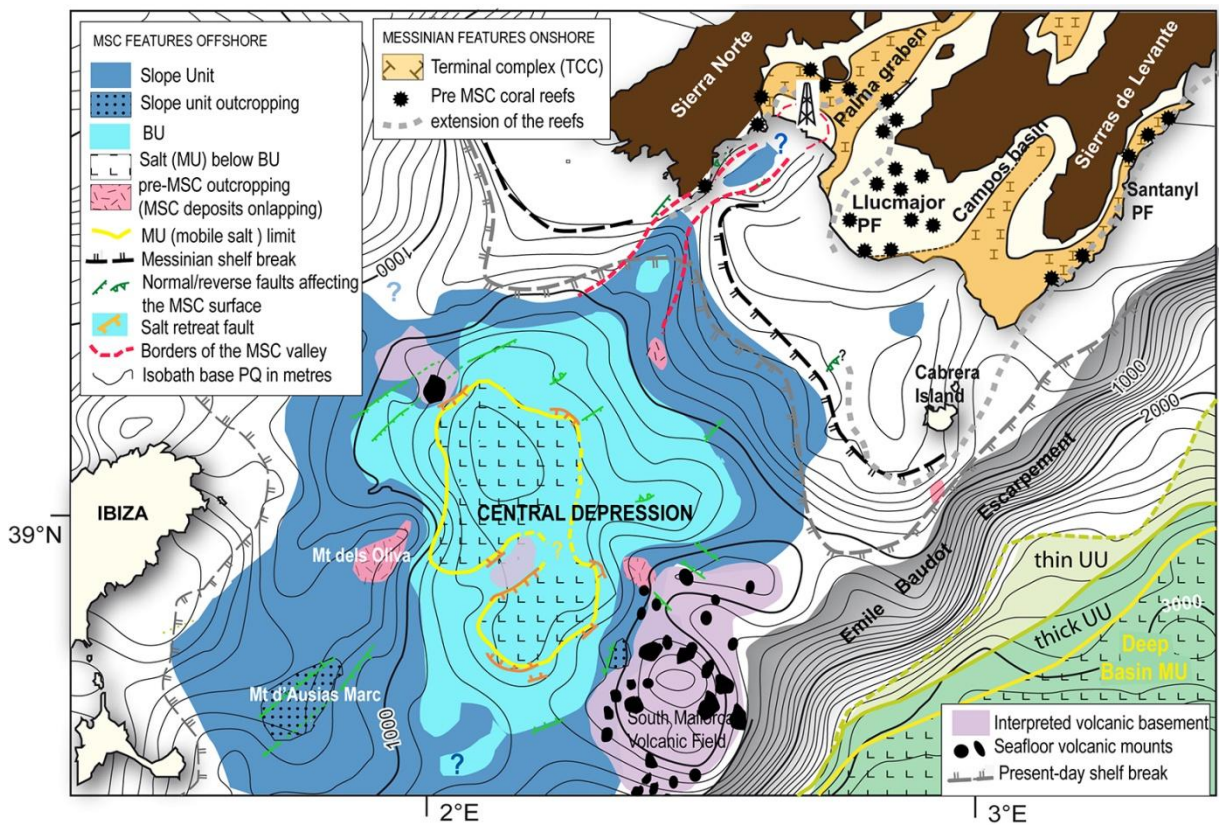 MSC FEATURES OFFSHORE
Slope Unit
Slope unit outcropping
BU
Salt (MU) below BU
pre-MSC outcropping
(MSC deposits onlapping)
MU (mobile salt ) limit
Messinian shelf break
Normal/reverse faults affecting
the MSC surface
Salt retreat fault
Borders of the MSC valley
Isobath base PQ in metres
MESSINIAN FEATURES ONSHORE
Terminal complex (TCC)
Pre MSC coral reefs
extension of the reefs
Sierra Norte
Palma graben
Campos basin
Sierras de Levante
Llucmajor
PF
Santanyl
PF
?
1000
?
Cabrera
Island
?
1000
2000
39°N
IBIZA
CENTRAL DEPRESSION
?
Mt dels Oliva
Emile Baudot Escarpment
thin UU
thick UU
3000
Deep
Basin MU
Mt d'Ausias Marc
1000
South Mallorca
Volcanic Field
?
Interpreted volcanic basement
Seafloor volcanic mounts
Present-day shelf break
2°E
3°E